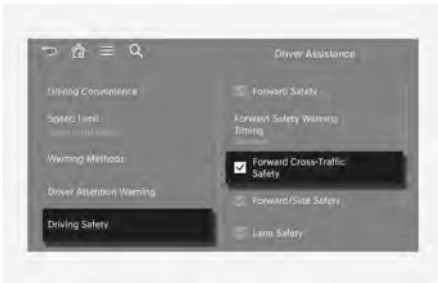 Driver Assistance
Driving Convenience
Speed Limit
Warning Methods
Driver Attention Warning
Driving Safety
Forward Safety
Forward Safety Warning
Timing
Forward Cross-Traffic
Safety
Forward/Side Safety
Lane Safety